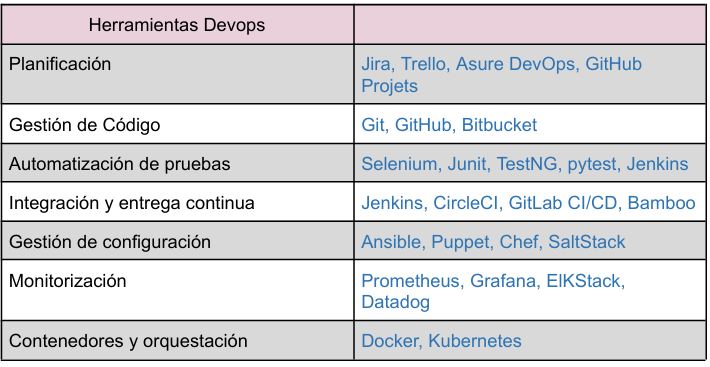 Herramientas Devops
Planificación
Jira, Trello, Asure DevOps, GitHub
Projets
Gestión de Código
Git, GitHub, Bitbucket
Automatización de pruebas
Selenium, Junit, TestNG, pytest, Jenkins
Integración y entrega continua
Jenkins, CircleCI, GitLab CI/CD, Bamboo
Gestión de configuración
Ansible, Puppet, Chef, SaltStack
Monitorización
Prometheus, Grafana, ElKStack,
Datadog
Contenedores y orquestación
Docker, Kubernetes